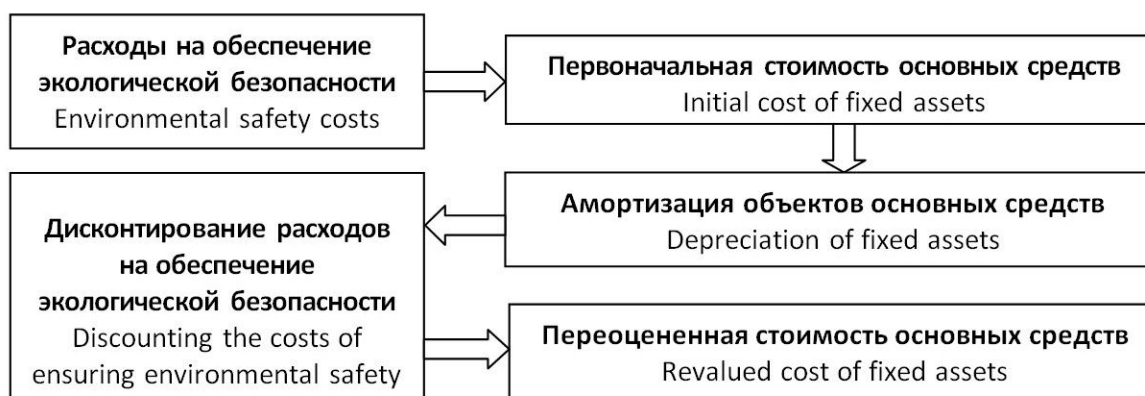 Расходы на обеспечение
экологической безопасности
Environmental safety costs
Первоначальная стоимость основных средств
Initial cost of fixed assets
Амортизация объектов основных средств
Depreciation of fixed assets
Дисконтирование расходов
на обеспечение
экологической безопасности
Discounting the costs of
ensuring environmental safety
Переоцененная стоимость основных средств
Revalued cost of fixed assets